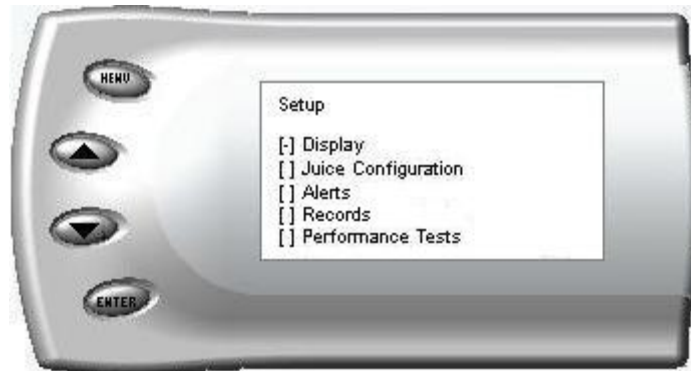 MENU
Setup
[-] Display
[ ] Juice Configuration
[ ] Alerts
[ ] Records
[ ] Performance Tests
ENTER